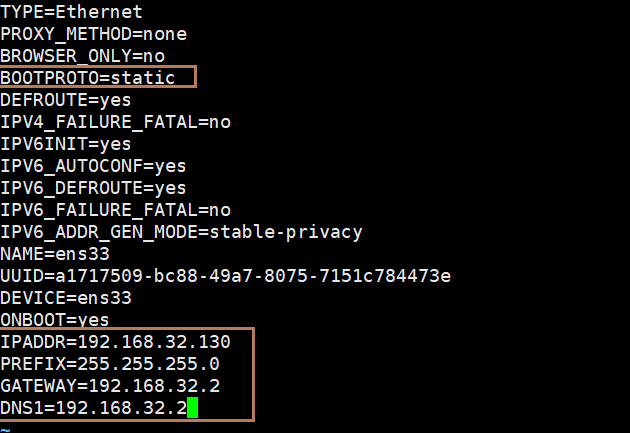 TYPE=Ethernet
PROXY_METHOD=none
BROWSER_ONLY=no
BOOTPROTO=static
DEFROUTE=yes
IPV4_FAILURE_FATAL=no
IPV6INIT=yes
IPV6_AUTOCONF=yes
IPV6_DEFROUTE=yes
IPV6_FAILURE_FATAL=no
IPV6_ADDR_GEN_MODE=stable-privacy
NAME=ens33
UUID=a1717509-bc88-49a7-8075-7151c784473e
DEVICE=ens33
ONBOOT=yes
IPADDR=192.168.32.130
PREFIX=255.255.255.0
GATEWAY=192.168.32.2
DNS1=192.168.32.2
~